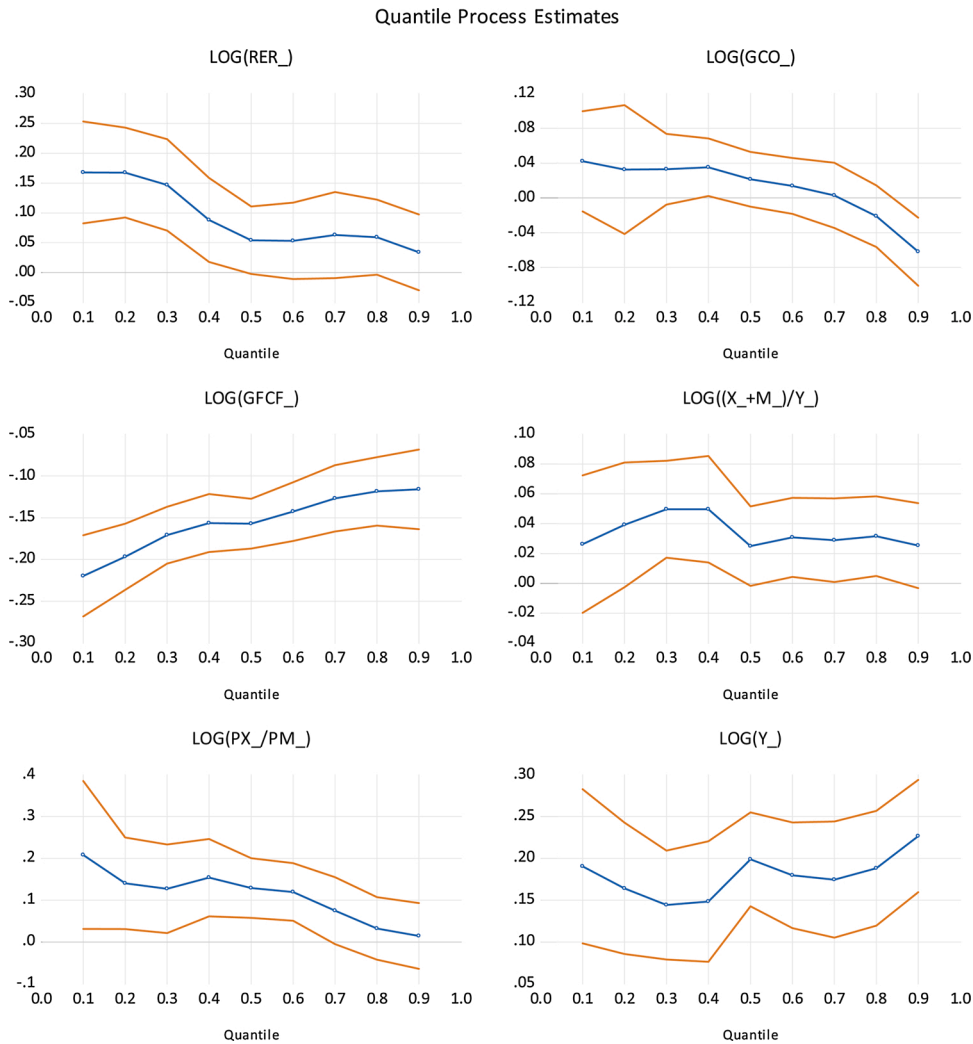 Quantile Process Estimates
LOG(RER_)
.30
.25
.20
.15
.10
.05
.00
-.05
0.0 0.1 0.2 0.3 0.4 0.5 0.6 0.7 0.8 0.9 1.0
Quantile
LOG(GCO_)
.12
.08
.04
.00
-.04
-.08
-.12
0.0 0.1 0.2 0.3 0.4 0.5 0.6 0.7 0.8 0.9 1.0
Quantile
LOG(GFCF_)
-.05
-.10
-.15
-.20
-.25
-.30
0.0 0.1 0.2 0.3 0.4 0.5 0.6 0.7 0.8 0.9 1.0
Quantile
LOG((X_+M_)/Y_)
.10
.08
.06
.04
.02
.00
-.02
-.04
0.0 0.1 0.2 0.3 0.4 0.5 0.6 0.7 0.8 0.9 1.0
Quantile
LOG(PX_/PM_)
.4
.3
.2
.1
.0
-.1
0.0 0.1 0.2 0.3 0.4 0.5 0.6 0.7 0.8 0.9 1.0
Quantile
LOG(Y_)
.30
.25
.20
.15
.10
.05
0.0 0.1 0.2 0.3 0.4 0.5 0.6 0.7 0.8 0.9 1.0
Quantile